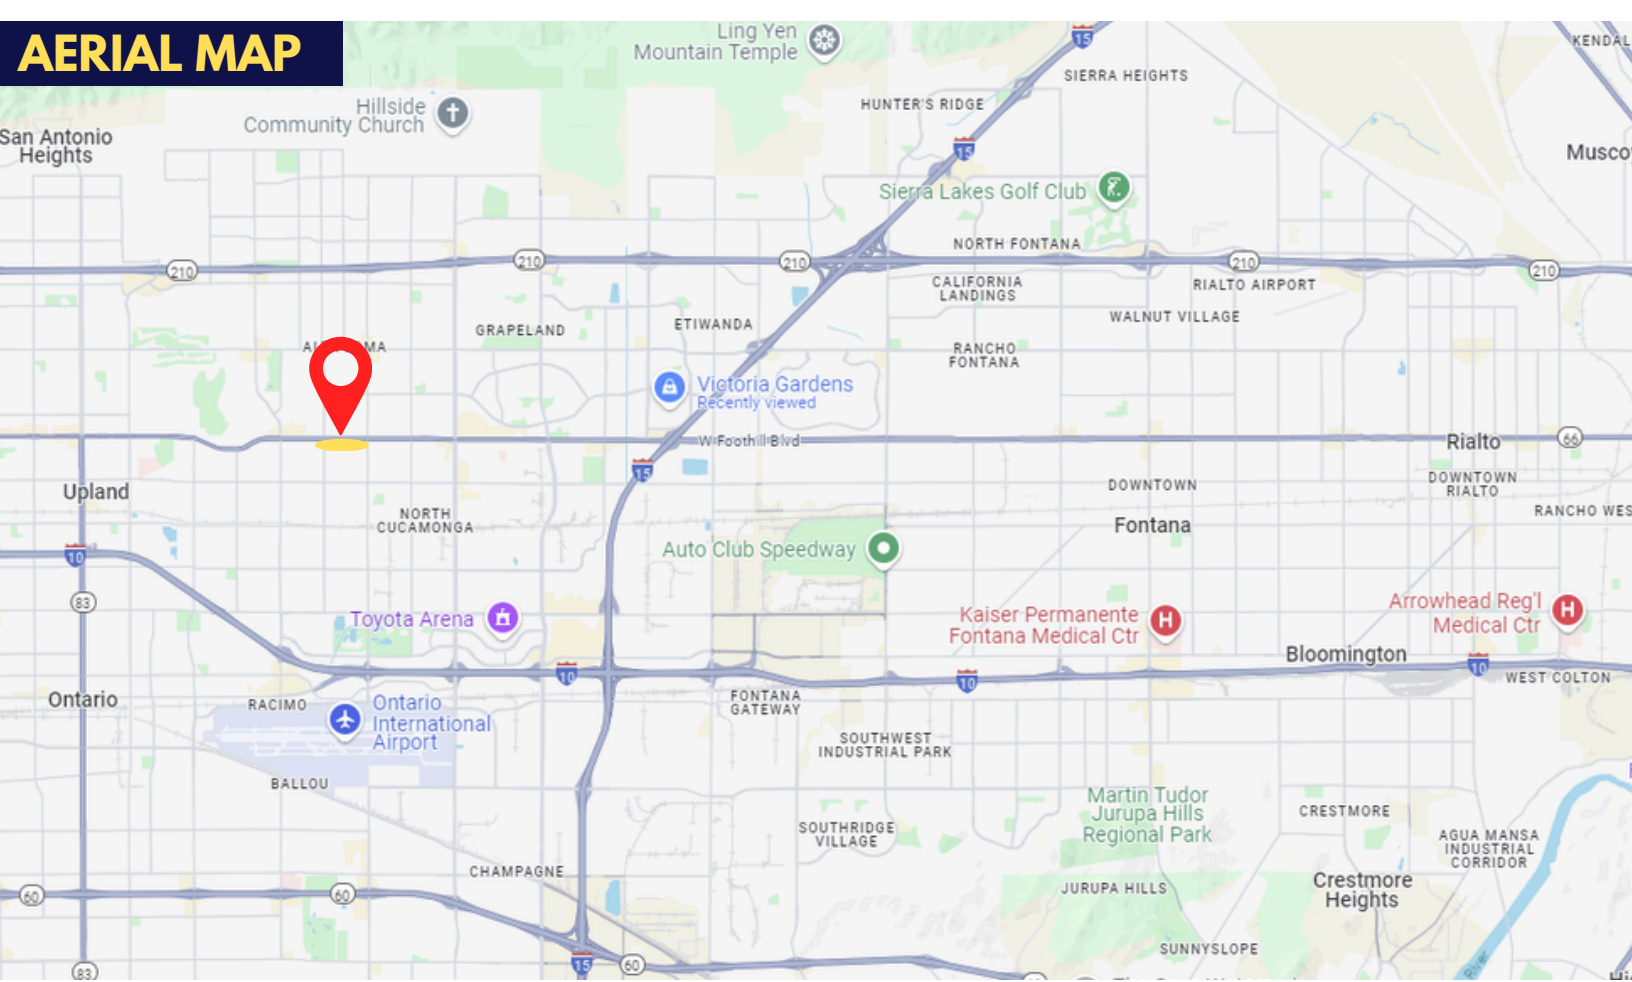 AERIAL MAP
Ling Yen
Mountain Temple
15
KENDAL
SIERRA HEIGHTS
HUNTER'S RIDGE
Hillside
Community Church
San Antonio
Heights
15
Musco
Sierra Lakes Golf Club
NORTH FONTANA
210
210
210
210
210
CALIFORNIA
LANDINGS
RIALTO AIRPORT
WALNUT VILLAGE
GRAPELAND
ETIWANDA
RANCHO
FONTANA
Victoria Gardens
Recently viewed
W Foothill Blvd
66
Rialto
15
DOWNTOWN
RIALTO
DOWNTOWN
Upland
RANCHO WES
NORTH
CUCAMONGA
Fontana
Auto Club Speedway
10
83
Arrowhead Reg'l
Medical Ctr
Kaiser Permanente
Fontana Medical Ctr
Toyota Arena
Bloomington
10
10
10
WEST COLTON
Ontario
RACIMO
FONTANA
GATEWAY
Ontario
International
Airport
SOUTHWEST
INDUSTRIAL PARK
BALLOU
Martin Tudor
Jurupa Hills
Regional Park
CRESTMORE
SOUTHRIDGE
VILLAGE
AGUA MANSA
INDUSTRIAL
CORRIDOR
CHAMPAGNE
JURUPA HILLS
Crestmore
Heights
60
60
SUNNYSLOPE
15
60
83
River